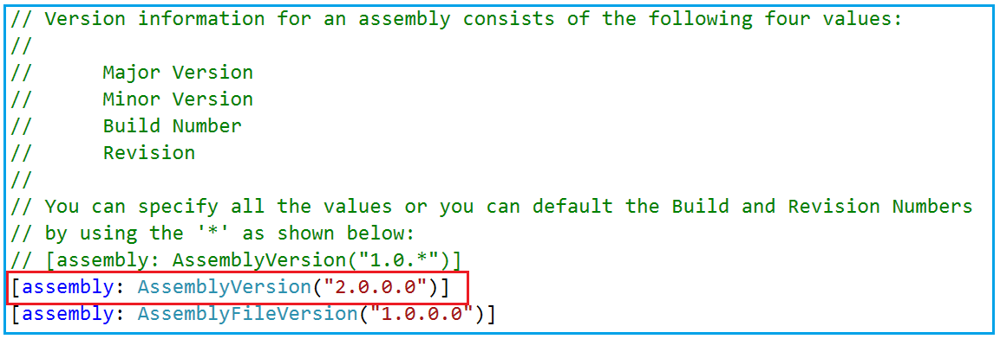 // Version information for an assembly consists of the following four values:
//
//      Major Version
//      Minor Version
//      Build Number
//      Revision
//
// You can specify all the values or you can default the Build and Revision Numbers
// by using the '*' as shown below:
// [assembly: AssemblyVersion("1.0.*")]
[assembly: AssemblyVersion("2.0.0.0")]
[assembly: AssemblyFileVersion("1.0.0.0")]